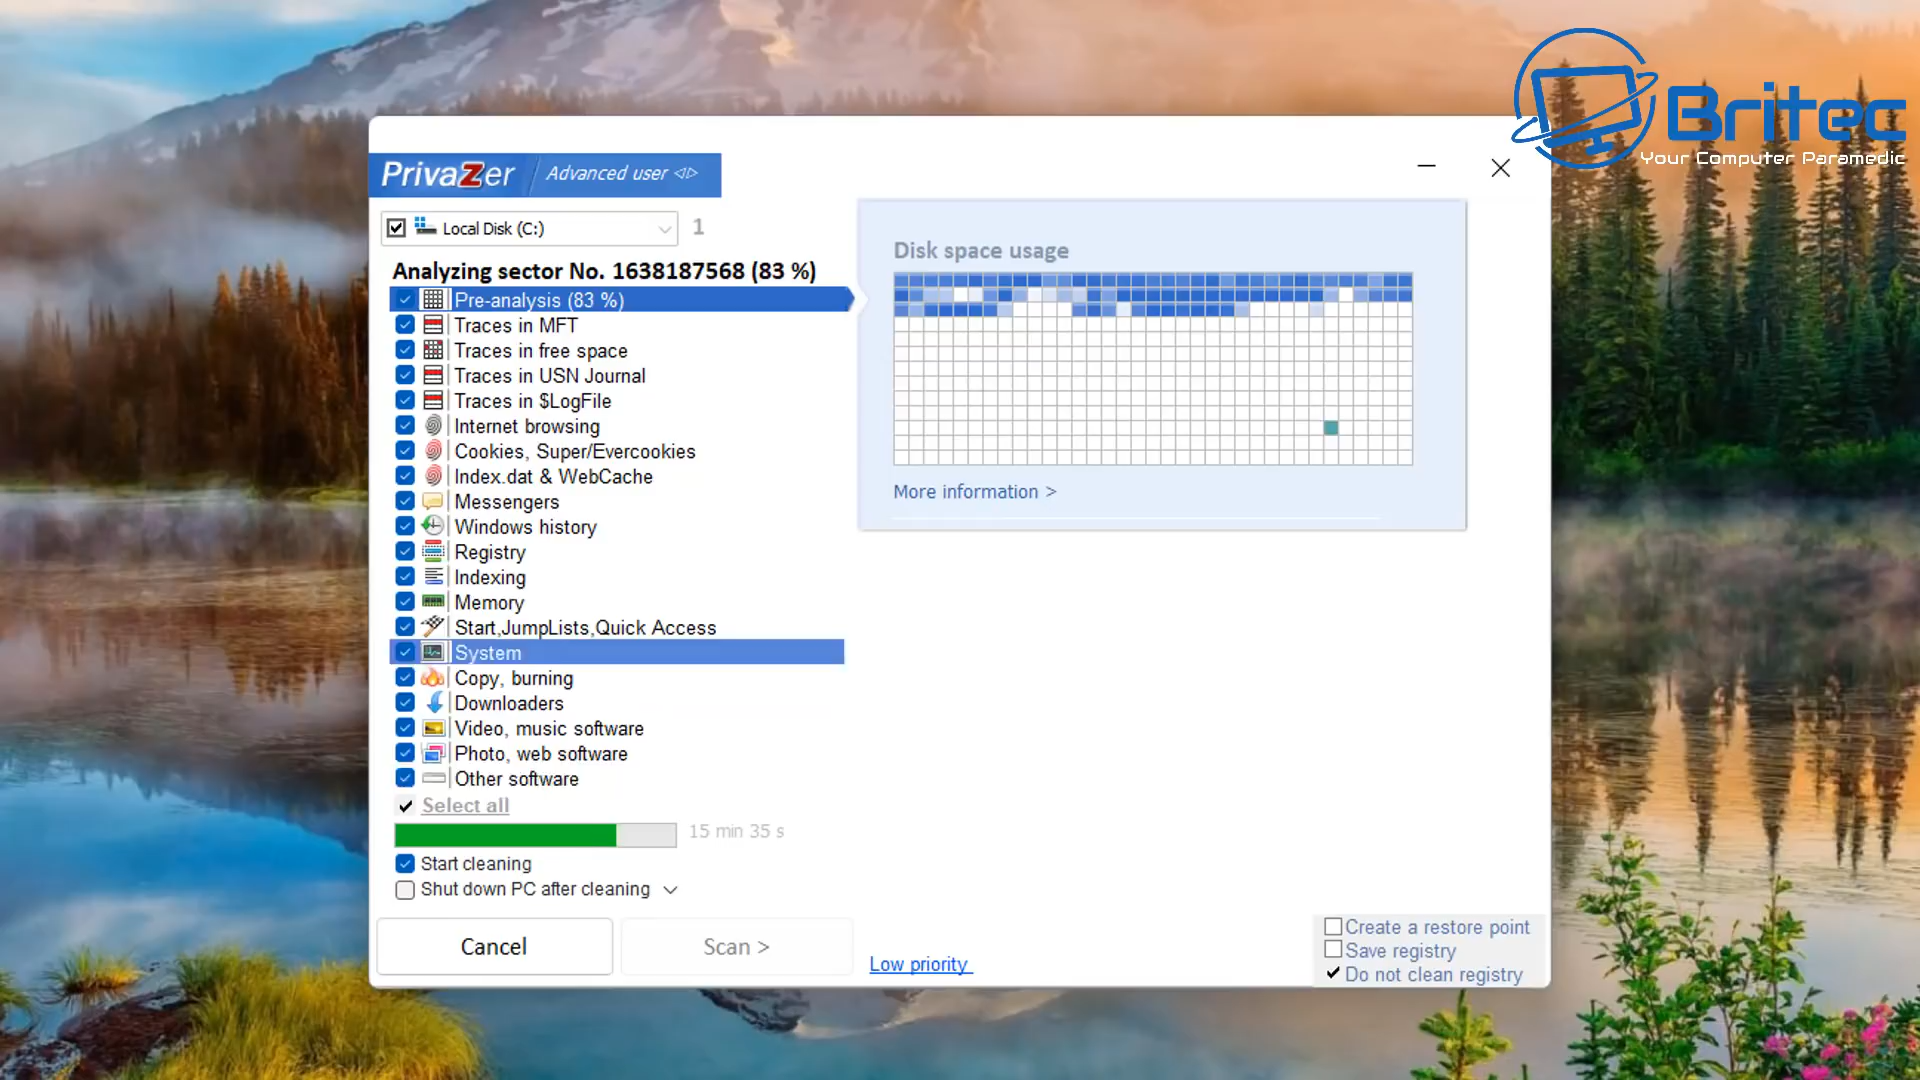 Britec
Your Computer Paramedic
PrivaZer
Advanced user
Local Disk (C:)
1
Analyzing sector No. 1638187568 (83 %)
Pre-analysis (83 %)
Traces in MFT
Traces in free space
Traces in USN Journal
Traces in $LogFile
Internet browsing
Cookies, Super/Evercookies
Index.dat & WebCache
Messengers
Windows history
Registry
Indexing
Memory
Start,JumpLists,Quick Access
System
Copy, burning
Downloaders
Video, music software
Photo, web software
Other software
Select all
15 min 35 s
Start cleaning
Shut down PC after cleaning
Cancel
Scan >
Low priority
Disk space usage
More information >
Create a restore point
Save registry
Do not clean registry